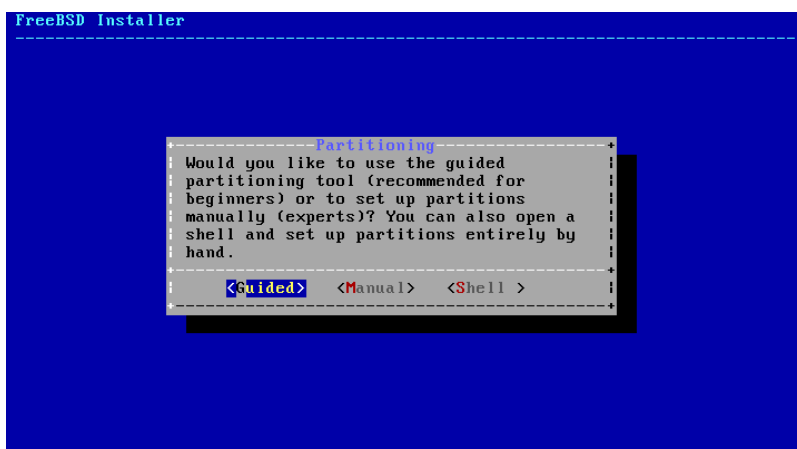 FreeBSD Installer
Partitioning
Would you like to use the guided
partitioning tool (recommended for
beginners) or to set up partitions
manually (experts)? You can also open a
shell and set up partitions entirely by
hand.
<Guided> <Manual> <Shell >